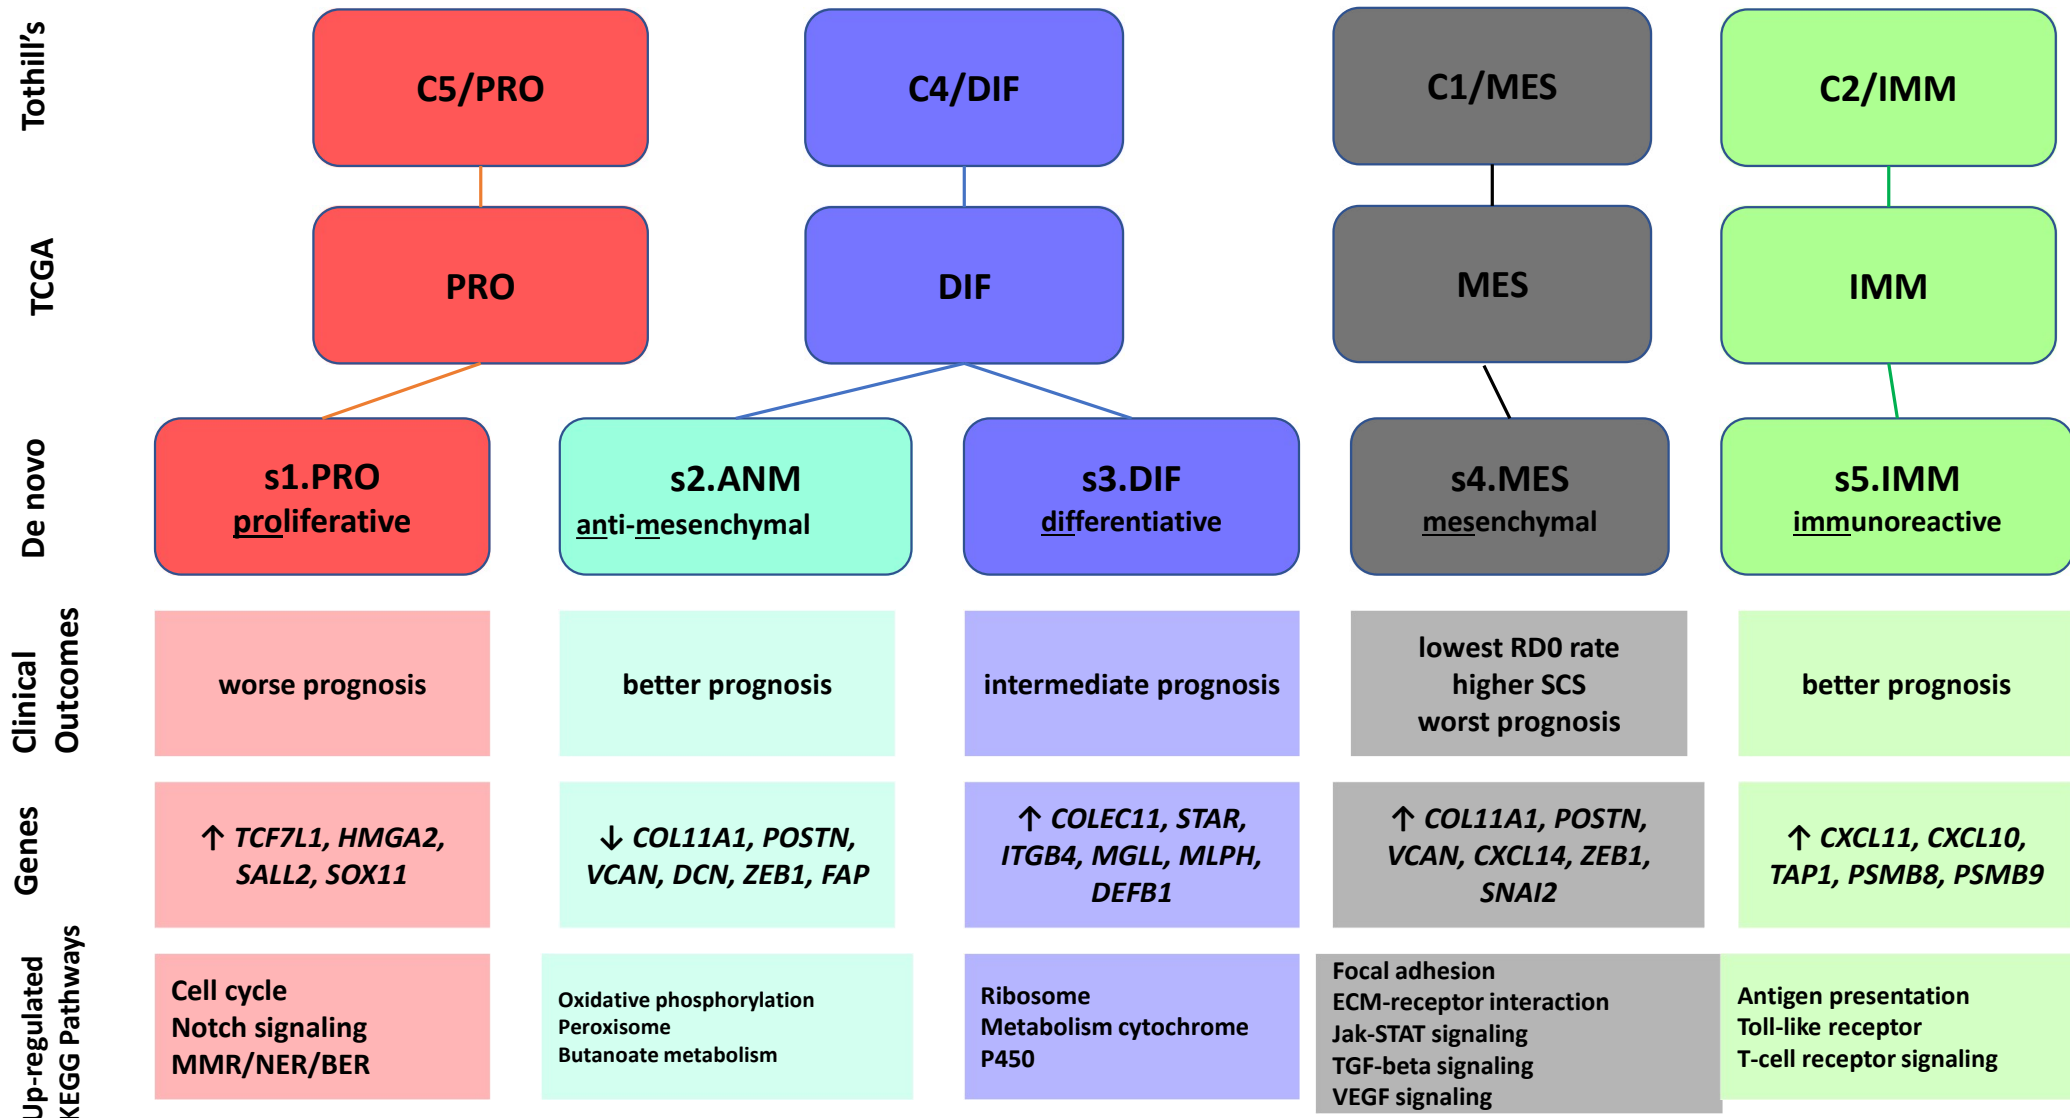 Tothill's
C5/PRO
C4/DIF
C1/MES
C2/IMM
TCGA
PRO
DIF
MES
IMM
De novo
s1.PRO
proliferative
s2.ANM
anti-mesenchymal
s3.DIF
differentiative
s4.MES
mesenchymal
s5.IMM
immunoreactive
Clinical
Outcomes
worse prognosis
better prognosis
intermediate prognosis
lowest RD0 rate
higher SCS
worst prognosis
better prognosis
Genes
↑ TCF7L1, HMGA2,
SALL2, SOX11
↓ COL11A1, POSTN,
VCAN, DCN, ZEB1, FAP
↑ COLEC11, STAR,
ITGB4, MGLL, MLPH,
DEFB1
↑ COL11A1, POSTN,
VCAN, CXCL14, ZEB1,
SNAI2
↑ CXCL11, CXCL10,
TAP1, PSMB8, PSMB9
Up-regulated
KEGG Pathways
Cell cycle
Notch signaling
MMR/NER/BER
Oxidative phosphorylation
Peroxisome
Butanoate metabolism
Ribosome
Metabolism cytochrome
P450
Focal adhesion
ECM-receptor interaction
Jak-STAT signaling
TGF-beta signaling
VEGF signaling
Antigen presentation
Toll-like receptor
T-cell receptor signaling